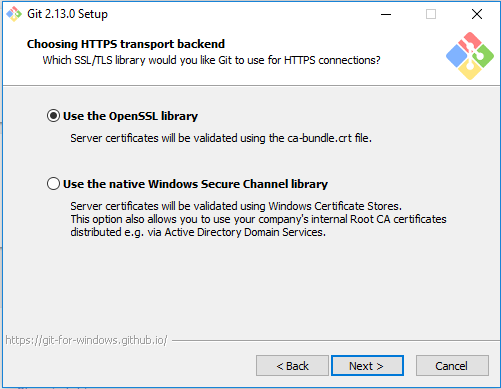 Git 2.13.0 Setup
Choosing HTTPS transport backend
Which SSL/TLS library would you like Git to use for HTTPS connections?
Use the OpenSSL library
Server certificates will be validated using the ca-bundle.crt file.
Use the native Windows Secure Channel library
Server certificates will be validated using Windows Certificate Stores.
This option also allows you to use your company's internal Root CA certificates
distributed e.g. via Active Directory Domain Services.
https://git-for-windows.github.io/
< Back
Next >
Cancel